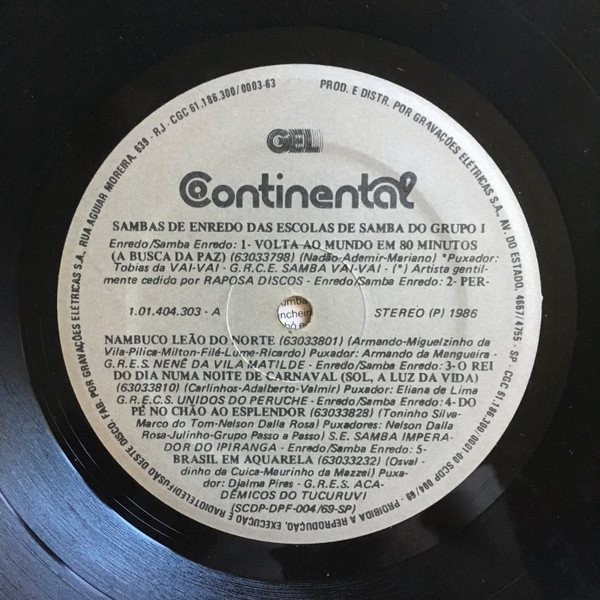 PROD. E DISTR. POR GRAVAÇÕES ELÉTRICAS S.A., AV. DO ESTADO, 4667/4755 - SP - CGC 61.186.300/0001-00 SCDP 004/69 - PROIBIDA A REPRODUÇÃO, EXECUÇÃO E RADIOTELEDIFUSÃO DESTE DISCO. FAB. POR GRAVAÇÕES ELÉTRICAS S.A., RUA AGUIAR MOREIRA, 639 - RJ - CGC 61.186.300/0003-63
GEL
Continental
SAMBAS DE ENREDO DAS ESCOLAS DE SAMBA DO GRUPO I
Enredo/Samba Enredo: 1- VOLTA AO MUNDO EM 80 MINUTOS
(A BUSCA DA PAZ) (63033798) (Nadão-Ademir-Mariano) *Puxador:
Tobias da VAI-VAI - G.R.C.E. SAMBA VAI-VAI - (*) Artista gentil-
mente cedido por RAPOSA DISCOS - Enredo/Samba Enredo: 2- PER-
1.01.404.303 - A
STEREO (P) 1986
NAMBUCO LEÃO DO NORTE (63033801) (Armando-Miguelzinho da
Vila-Pilica-Milton-Filé-Lume-Ricardo) Puxador: Armando da Mangueira -
G.R.E.S. NENÊ DA VILA MATILDE - Enredo/Samba Enredo: 3- O REI
DO DIA NUMA NOITE DE CARNAVAL (SOL, A LUZ DA VIDA)
(63033810) (Carlinhos-Adalberto-Valmir) Puxador: Eliana de Lima
G.R.E.C.S. UNIDOS DO PERUCHE - Enredo/Samba Enredo: 4- DO
PÉ NO CHÃO AO ESPLENDOR (63033828) (Toninho Silva-
Marco do Tom-Nelson Dalla Rosa) Puxadores: Nelson Dalla
Rosa-Julinho-Grupo Passo a Passo) S.E. SAMBA IMPERA-
DOR DO IPIRANGA - Enredo/Samba Enredo: 5-
BRASIL EM AQUARELA (63033232) (Osval-
dinho da Cuica-Maurinho da Mazzei) Puxa-
dor: Djalma Pires - G.R.E.S. ACA-
DÊMICOS DO TUCURUVI
(SCDP-DPF-004/69-SP)